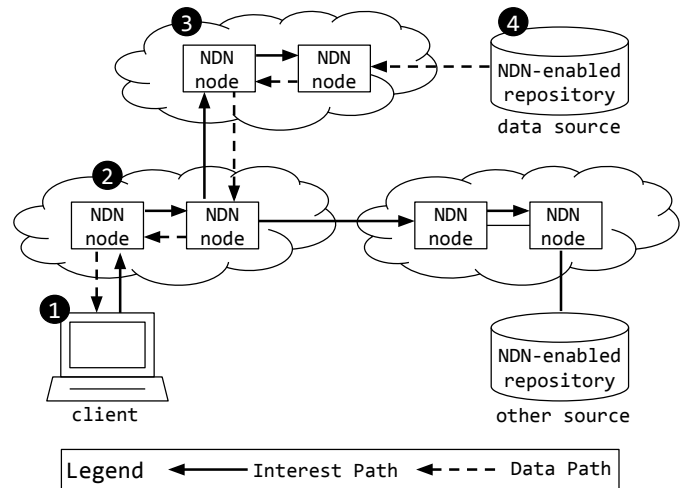 3
4
NDN
node
NDN
node
NDN-enabled
repository
data source
2
NDN
node
NDN
node
NDN
node
NDN
node
1
client
NDN-enabled
repository
other source
Legend Interest Path Data Path